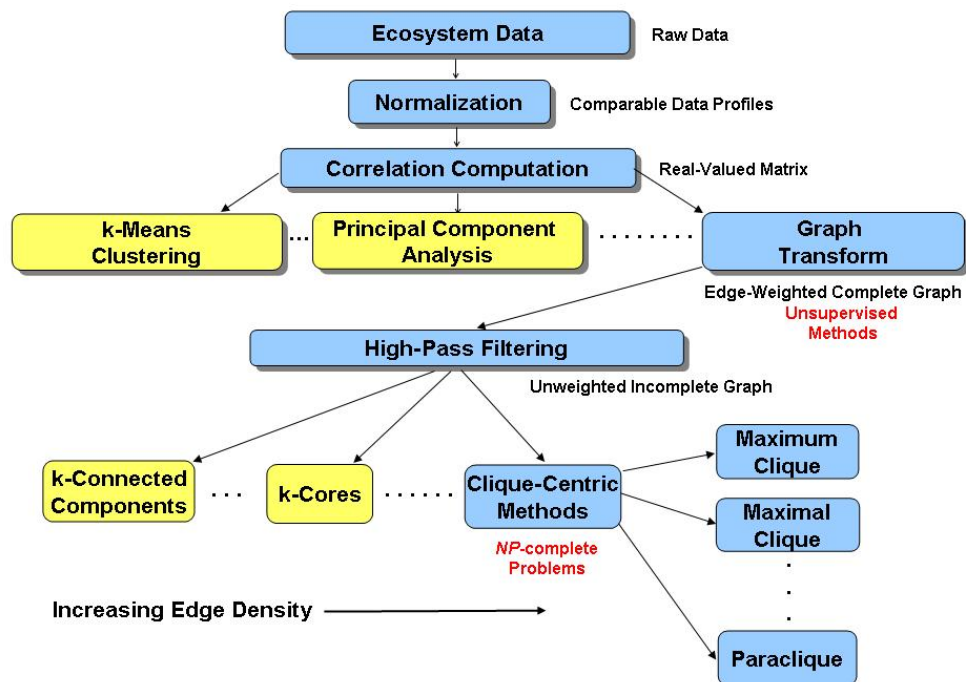 Ecosystem Data
Raw Data
Normalization
Comparable Data Profiles
Correlation Computation
Real-Valued Matrix
k-Means
Clustering
...
Principal Component
Analysis
. . . . . . . .
Graph
Transform
Edge-Weighted Complete Graph
Unsupervised
Methods
High-Pass Filtering
Unweighted Incomplete Graph
k-Connected
Components
. . . .
k-Cores
. . . . . .
Clique-Centric
Methods
NP-complete
Problems
Maximum
Clique
Maximal
Clique
.
.
.
.
Paraclique
Increasing Edge Density